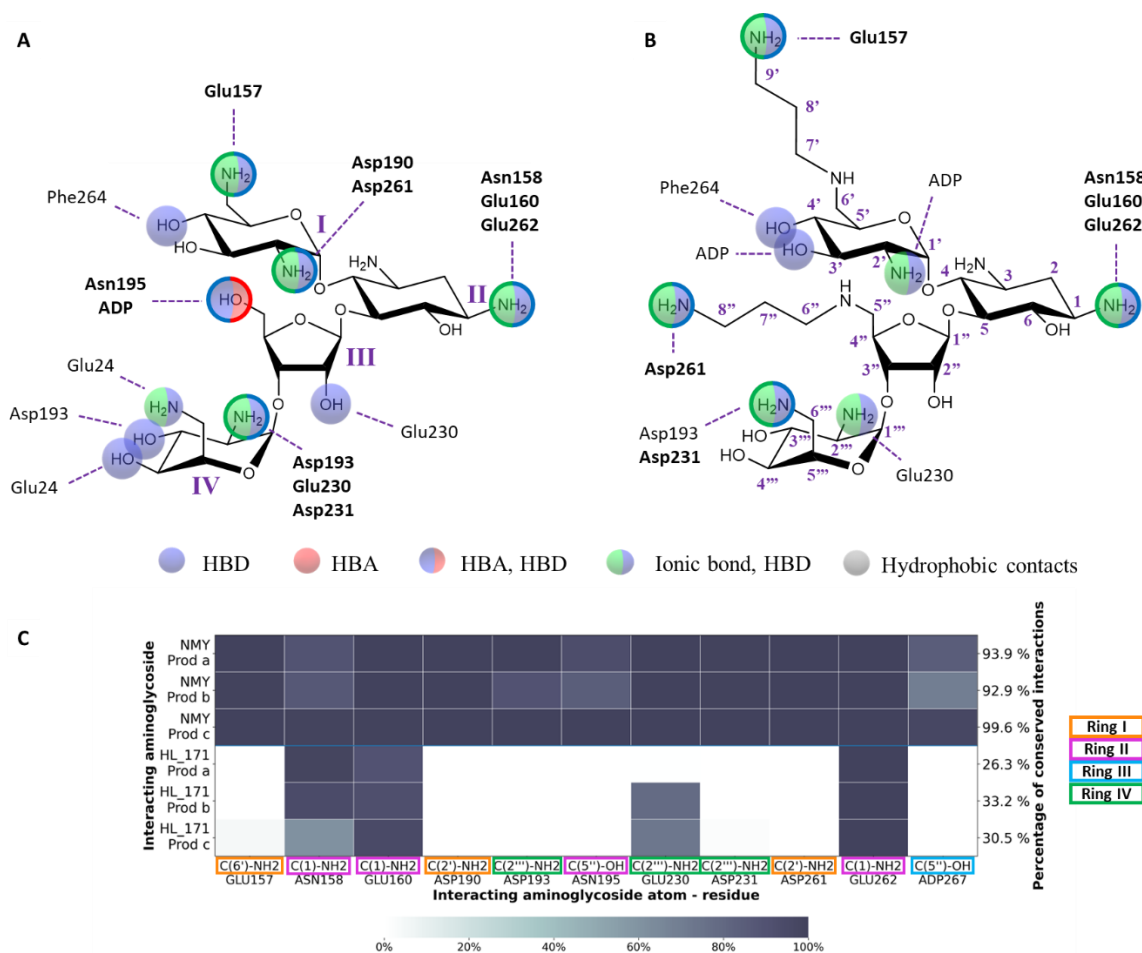 A
Glu157
NH₂
Phe264
HO
HO
I
O
NH₂
Asp190
Asp261
Asn158
Glu160
Glu262
H₂N
O
II
NH₂
OH
Asn195
ADP
HO
O
O
III
OH
Glu230
O
Glu24
H₂N
Asp193
HO
Glu24
HO
NH₂
O
IV
Asp193
Glu230
Asp231
B
NH₂
Glu157
9’
8’
7’
NH
6’
ADP
Phe264
4’
5’
O
HO
ADP
HO
3’
2’
1’
NH₂
Asn158
Glu160
Glu262
H₂N
3
2
4
O
1
NH₂
5
6
OH
H₂N
8”
7”
6”
H
N
5”
O
O
4”
1”
Asp261
3”
2”
OH
O
Asp193
Asp231
H₂N
6”’
NH₂
HO
3”’
2”’
1”’
HO
4”’
5”’
O
Glu230
HBD
HBA
HBA, HBD
Ionic bond, HBD
Hydrophobic contacts
C
Interacting aminoglycoside
NMY
Prod a
NMY
Prod b
NMY
Prod c
HL_171
Prod a
HL_171
Prod b
HL_171
Prod c
93.9 %
92.9 %
99.6 %
26.3 %
33.2 %
30.5 %
Percentage of conserved interactions
Ring I
Ring II
Ring III
Ring IV
C(6')-NH2 C(1)-NH2 C(1)-NH2 C(2')-NH2 C(2''')-NH2 C(5'')-OH C(2''')-NH2 C(2''')-NH2 C(2')-NH2 C(1)-NH2 C(5'')-OH
GLU157 ASN158 GLU160 ASP190 ASP193 ASN195 GLU230 ASP231 ASP261 GLU262 ADP267
Interacting aminoglycoside atom - residue
0% 20% 40% 60% 80% 100%